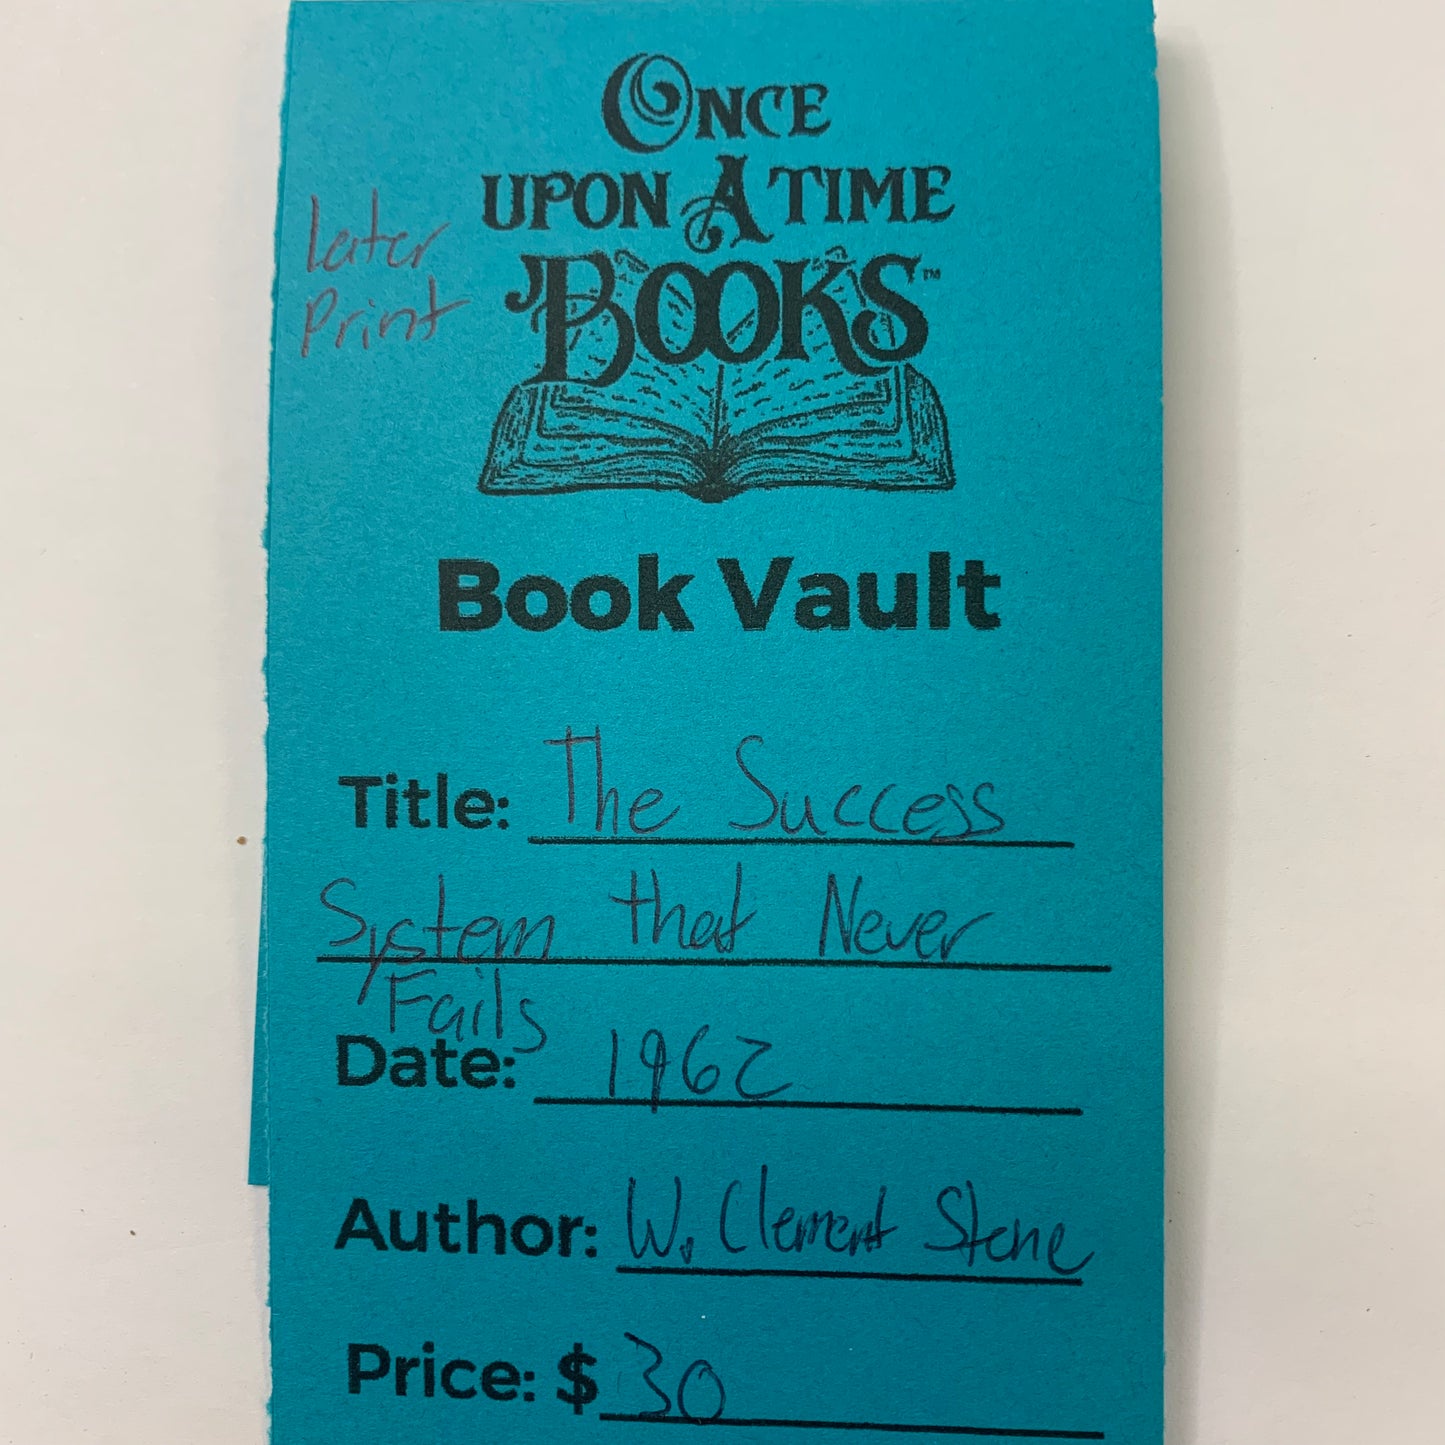 Once
Upon A Time
Books™
Later
Print
Book Vault
Title: The Success
System that Never
Fails
Date: 1962
Author: W. Clement Stone
Price: $30